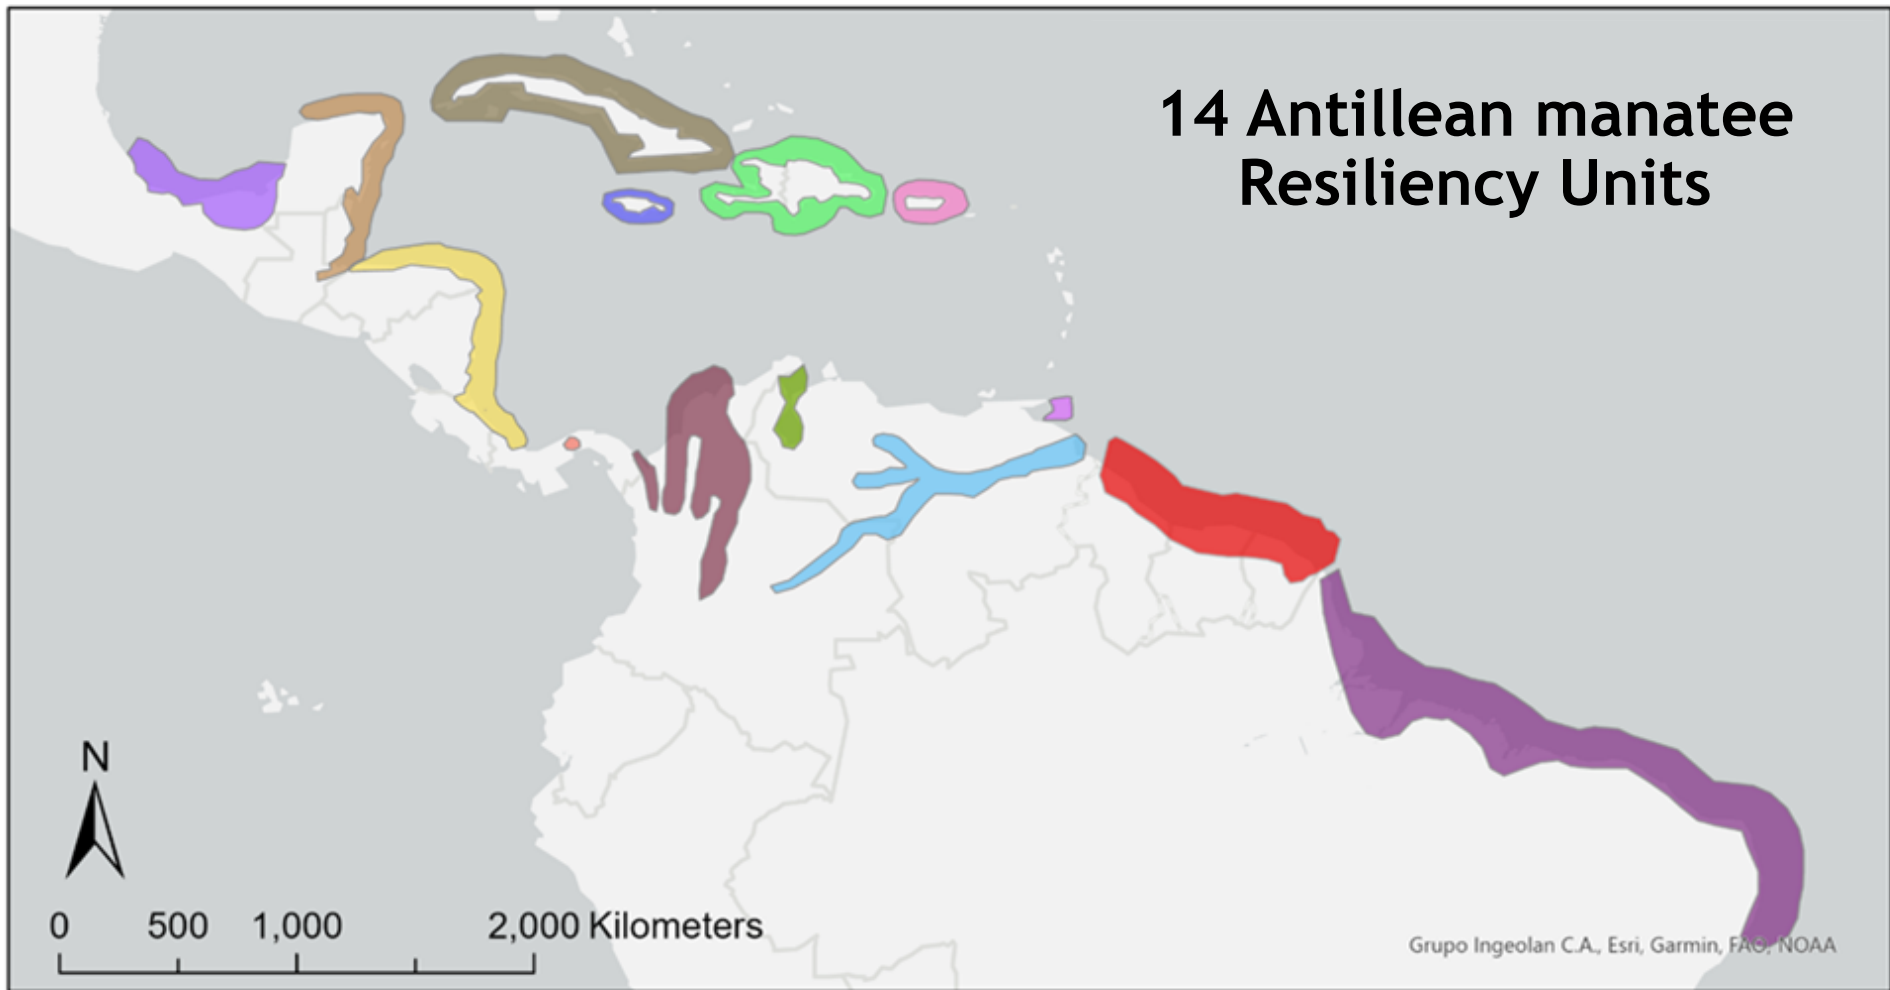 14 Antillean manatee
Resiliency Units
N
0 500 1,000 2,000 Kilometers
Grupo Ingeolan C.A., Esri, Garmin, FAO, NOAA